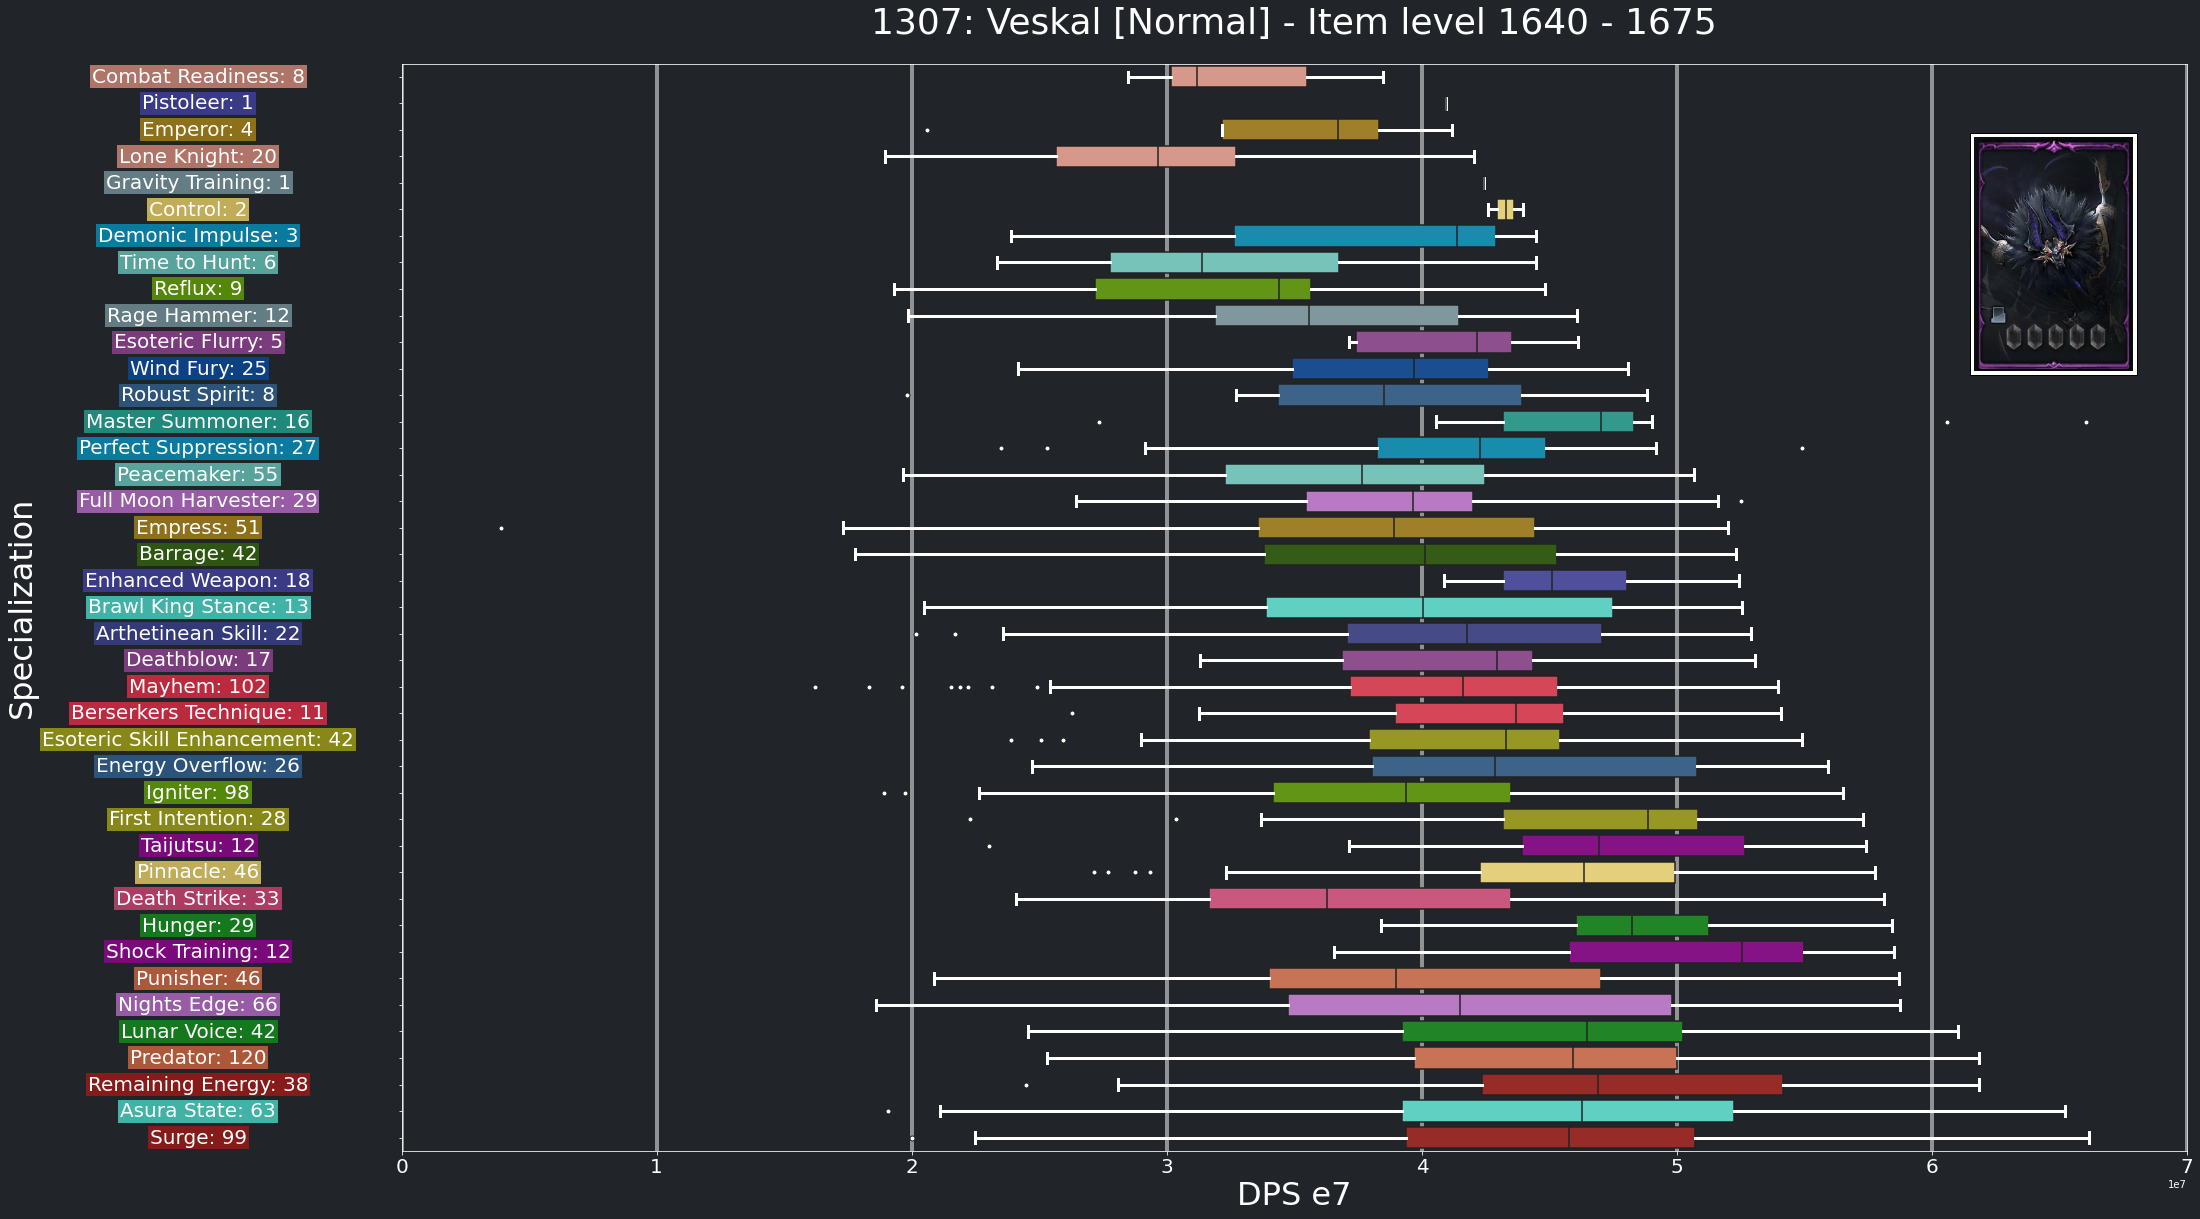 1307: Veskal [Normal] - Item level 1640 - 1675
Combat Readiness: 8
Pistoleer: 1
Emperor: 4
Lone Knight: 20
Gravity Training: 1
Control: 2
Demonic Impulse: 3
Time to Hunt: 6
Reflux: 9
Rage Hammer: 12
Esoteric Flurry: 5
Wind Fury: 25
Robust Spirit: 8
Master Summoner: 16
Perfect Suppression: 27
Peacemaker: 55
Full Moon Harvester: 29
Empress: 51
Barrage: 42
Enhanced Weapon: 18
Brawl King Stance: 13
Arthetinean Skill: 22
Deathblow: 17
Mayhem: 102
Berserkers Technique: 11
Esoteric Skill Enhancement: 42
Energy Overflow: 26
Igniter: 98
First Intention: 28
Taijutsu: 12
Pinnacle: 46
Death Strike: 33
Hunger: 29
Shock Training: 12
Punisher: 46
Nights Edge: 66
Lunar Voice: 42
Predator: 120
Remaining Energy: 38
Asura State: 63
Surge: 99
Specialization
0 1 2 3 4 5 6 7
1e7
DPS e7